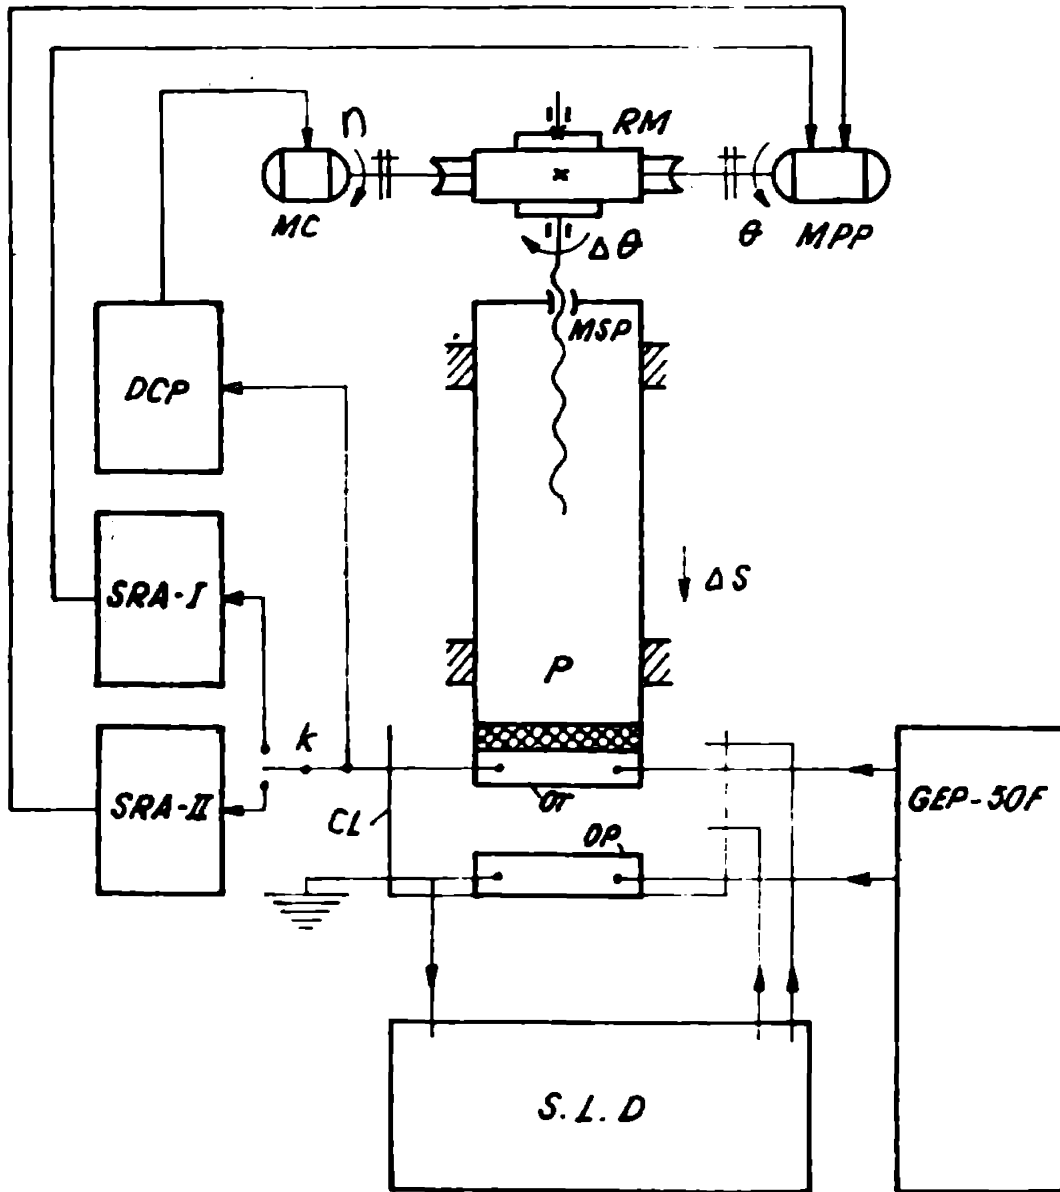 n
RM
MC
θ
MPP
Δθ
MSP
DCP
SRA-I
ΔS
P
k
SRA-II
CL
OT
OP
GEP-50F
S.L.D